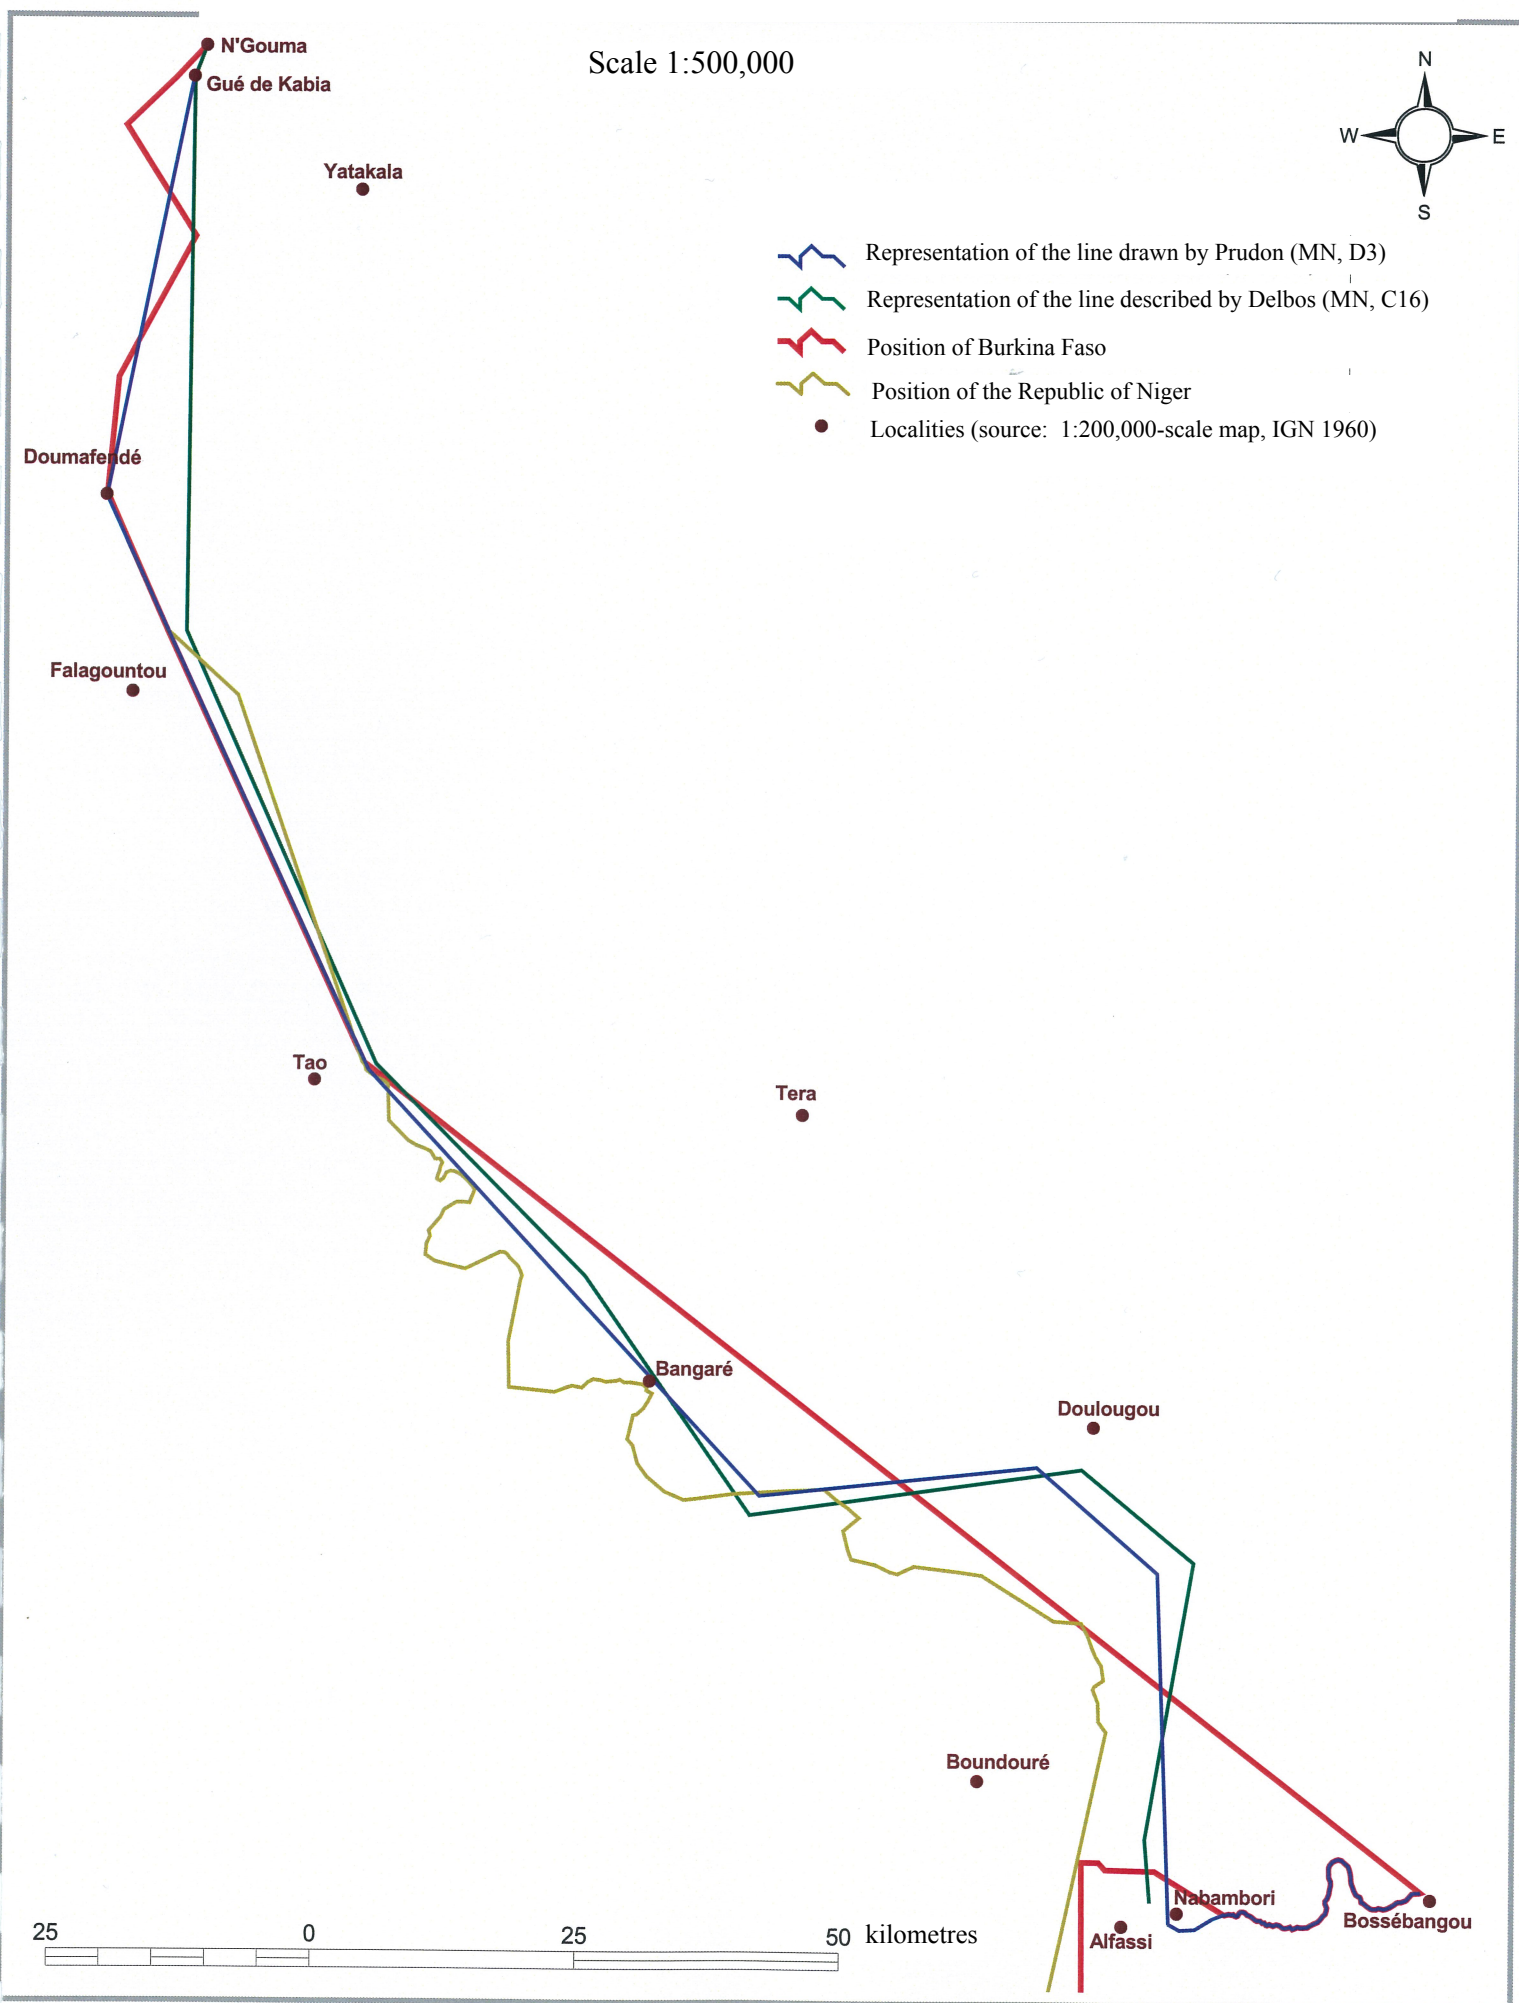 N'Gouma
Scale 1:500,000
Gué de Kabia
N
W
E
S
Yatakala
Representation of the line drawn by Prudon (MN, D3)
Representation of the line described by Delbos (MN, C16)
Position of Burkina Faso
Position of the Republic of Niger
Localities (source: 1:200,000-scale map, IGN 1960)
Doumafendé
Falagountou
Tao
Tera
Bangaré
Doulougou
Boundouré
Nabambori
Bossébangou
Alfassi
25 0 25 50 kilometres